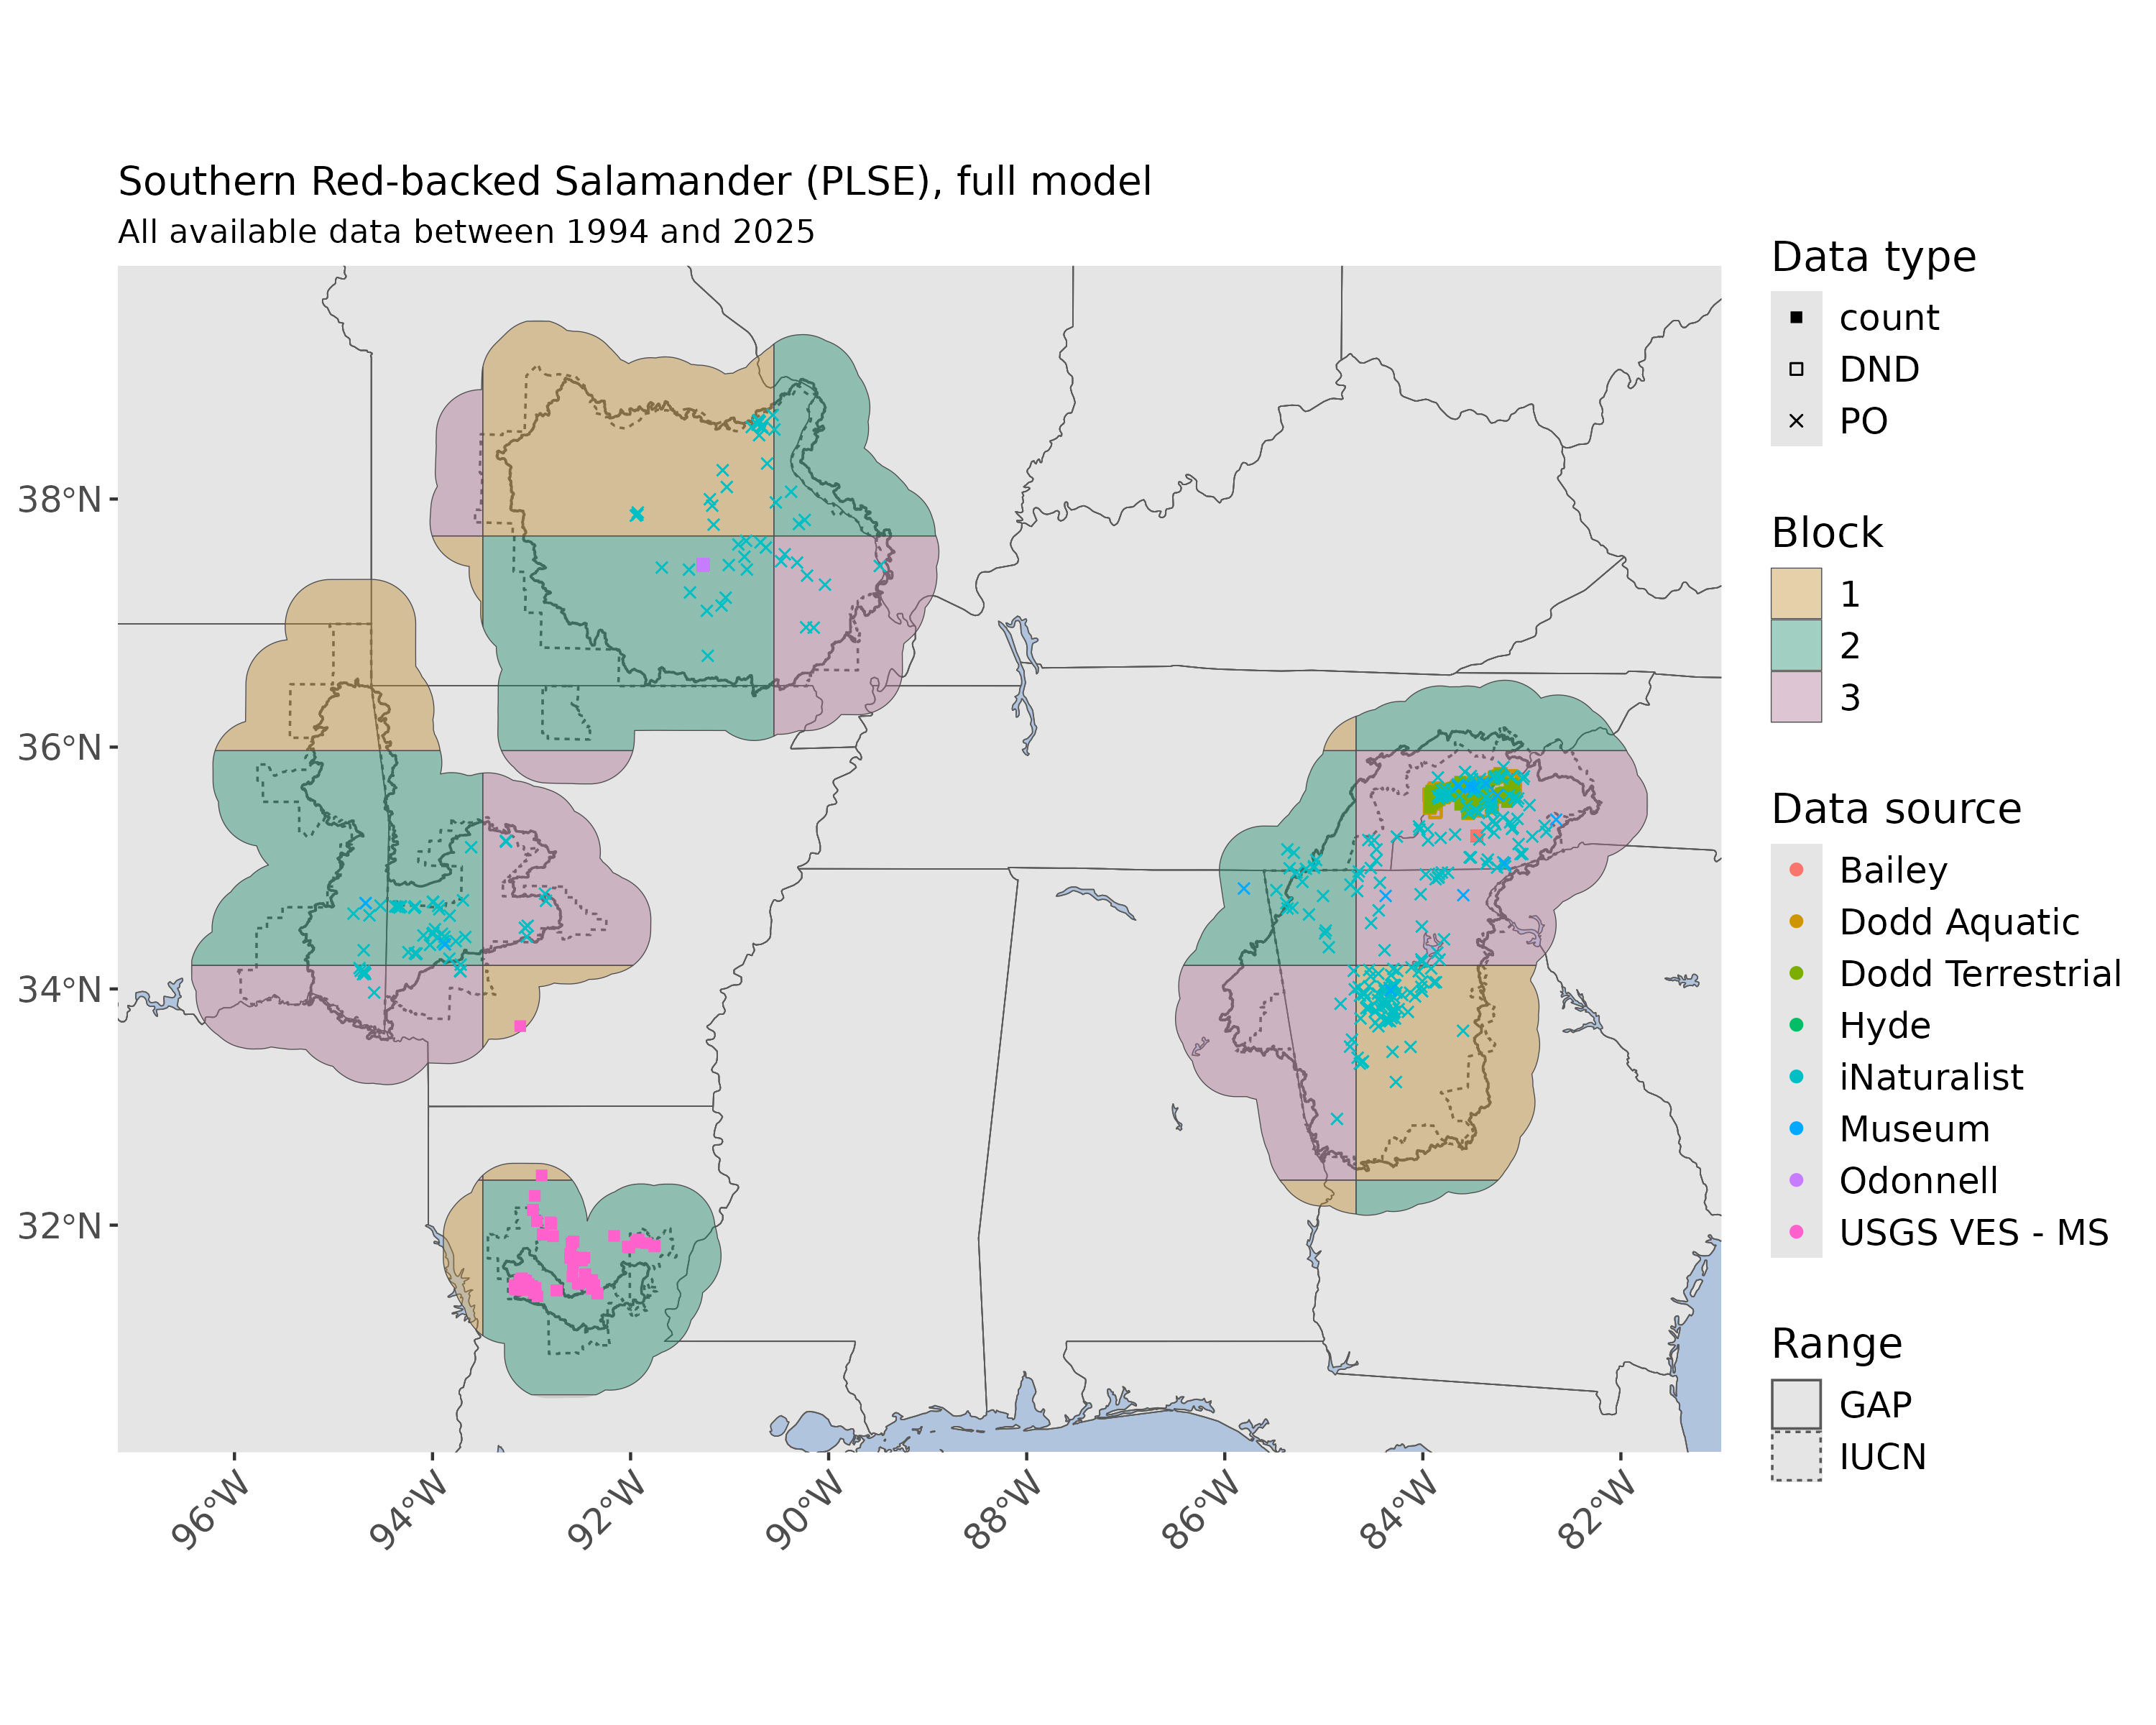 Southern Red-backed Salamander (PLSE), full model
All available data between 1994 and 2025
38°N
36°N
34°N
32°N
96°W
94°W
92°W
90°W
88°W
86°W
84°W
82°W
Data type
count
DND
PO
Block
1
2
3
Data source
Bailey
Dodd Aquatic
Dodd Terrestrial
Hyde
iNaturalist
Museum
Odonnell
USGS VES - MS
Range
GAP
IUCN